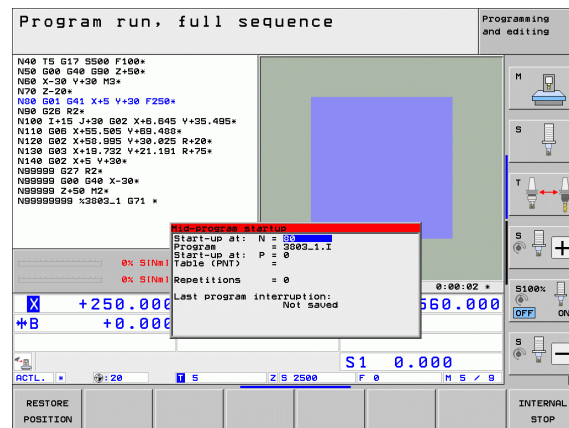 Program run, full sequence
Programming
and editing
N40 T5 G17 S500 F100*
N50 G00 G40 G90 Z+50*
N60 X-30 Y+30 M3*
N70 Z-20*
N80 G01 G41 X+5 Y+30 F250*
N90 G26 R2*
N100 I+15 J+30 G02 X+6.645 Y+35.495*
N110 G06 X+55.505 Y+69.488*
N120 G02 X+58.995 Y+30.025 R+20*
N130 G03 X+19.732 Y+21.191 R+75*
N140 G02 X+5 Y+30*
N99999 G27 R2*
N99999 G00 G40 X-30*
N99999 Z+50 M2*
N99999999 %3803_1 G71 *
M
S
T
Mid-program startup
Start-up at: N = 80
Program = 3803_1.I
Start-up at: P = 0
Table (PNT) =
Repetitions = 0
Last program interruption:
Not saved
0% S[Nm]
0% S[Nm]
0:00:02 *
X +250.000
560.000
B +0.000
S1 0.000
ACTL. * : 20 T 5 Z S 2500 F 0 M 5 / 9
S +
S100%
OFF ON
S -
RESTORE
POSITION
INTERNAL
STOP